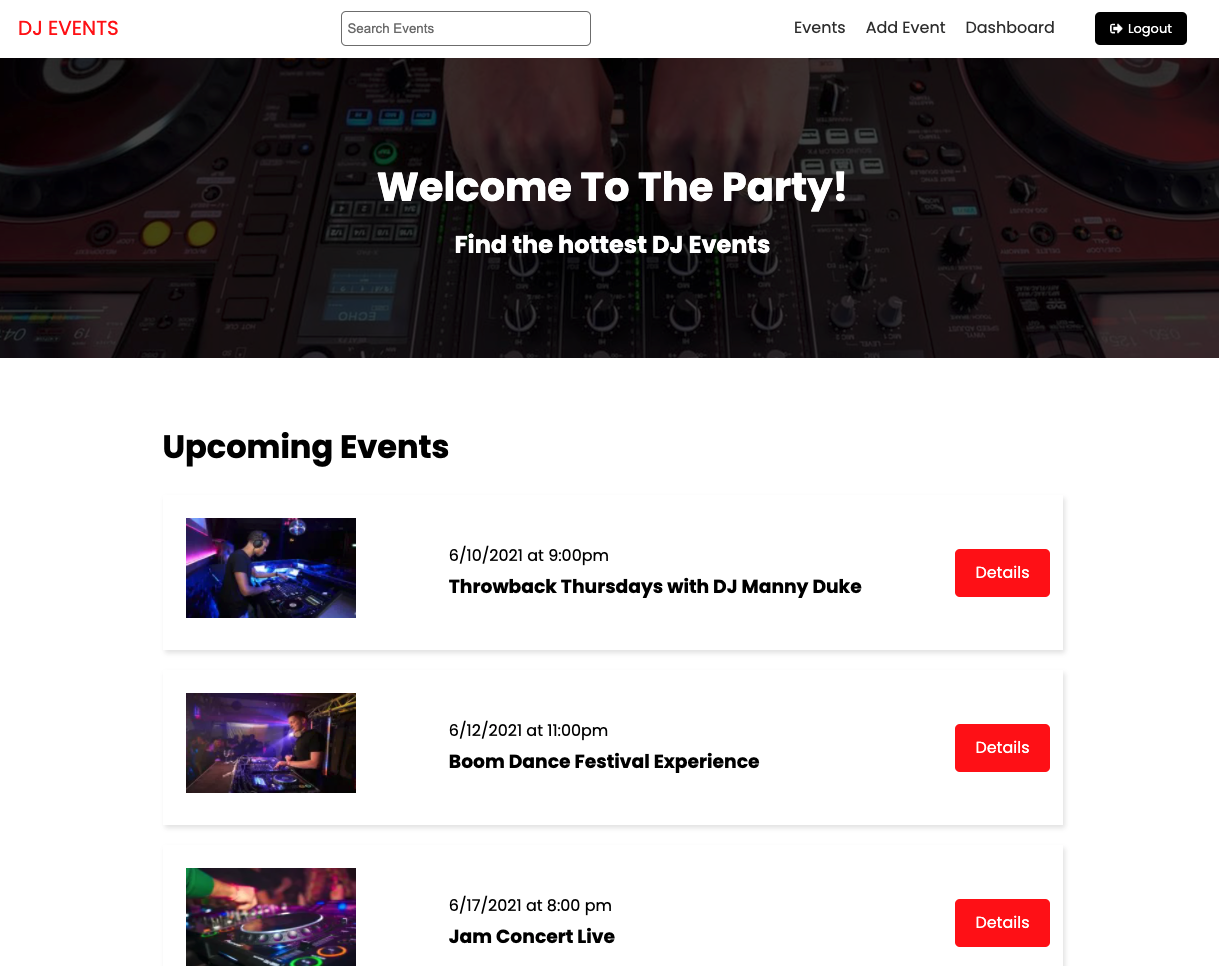 DJ EVENTS
Search Events
Events Add Event Dashboard Logout
Welcome To The Party!
Find the hottest DJ Events
ECHO
Upcoming Events
6/10/2021 at 9:00pm
Throwback Thursdays with DJ Manny Duke
Details
6/12/2021 at 11:00pm
Boom Dance Festival Experience
Details
6/17/2021 at 8:00 pm
Jam Concert Live
Details